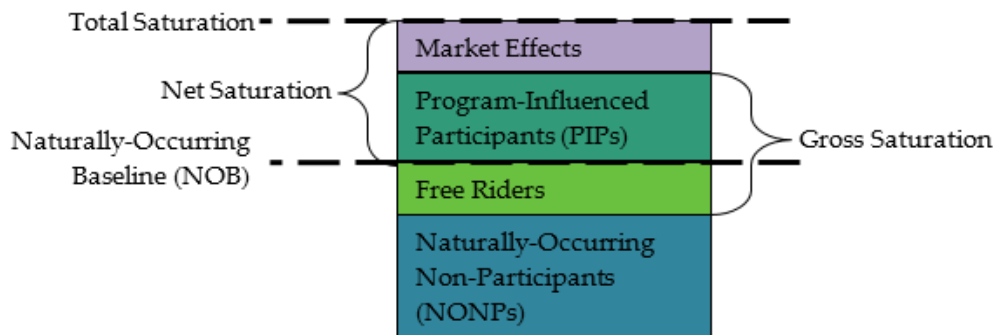 Total Saturation
Market Effects
Net Saturation
Program-Influenced
Participants (PIPs)
Gross Saturation
Naturally-Occurring
Baseline (NOB)
Free Riders
Naturally-Occurring
Non-Participants
(NONPs)